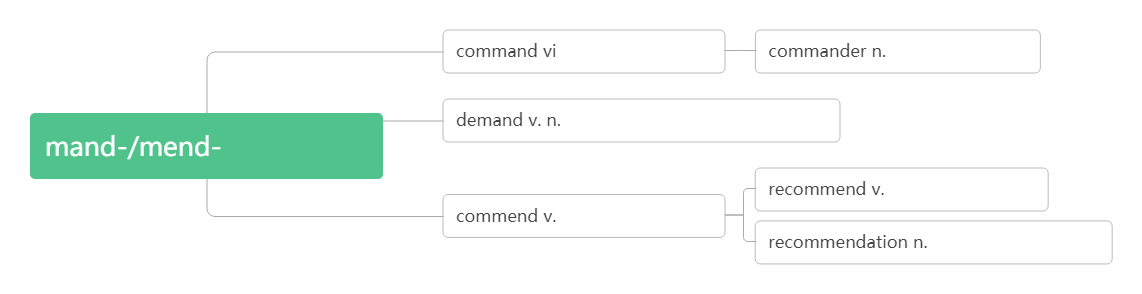 mand-/mend-
command vi
commander n.
demand v. n.
commend v.
recommend v.
recommendation n.